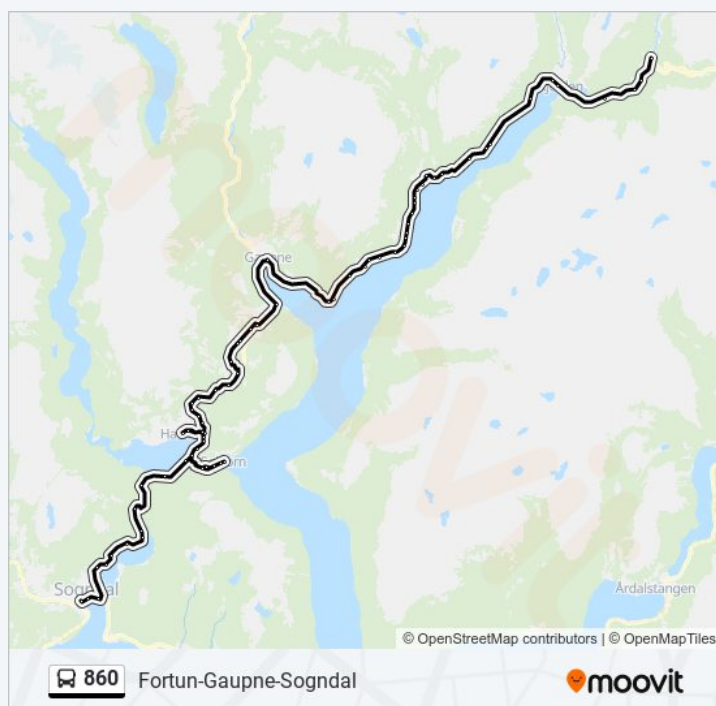 Gaupne
Sogndal
Årdalstangen
© OpenStreetMap contributors | © OpenMapTiles
860 Fortun-Gaupne-Sogndal
moovit